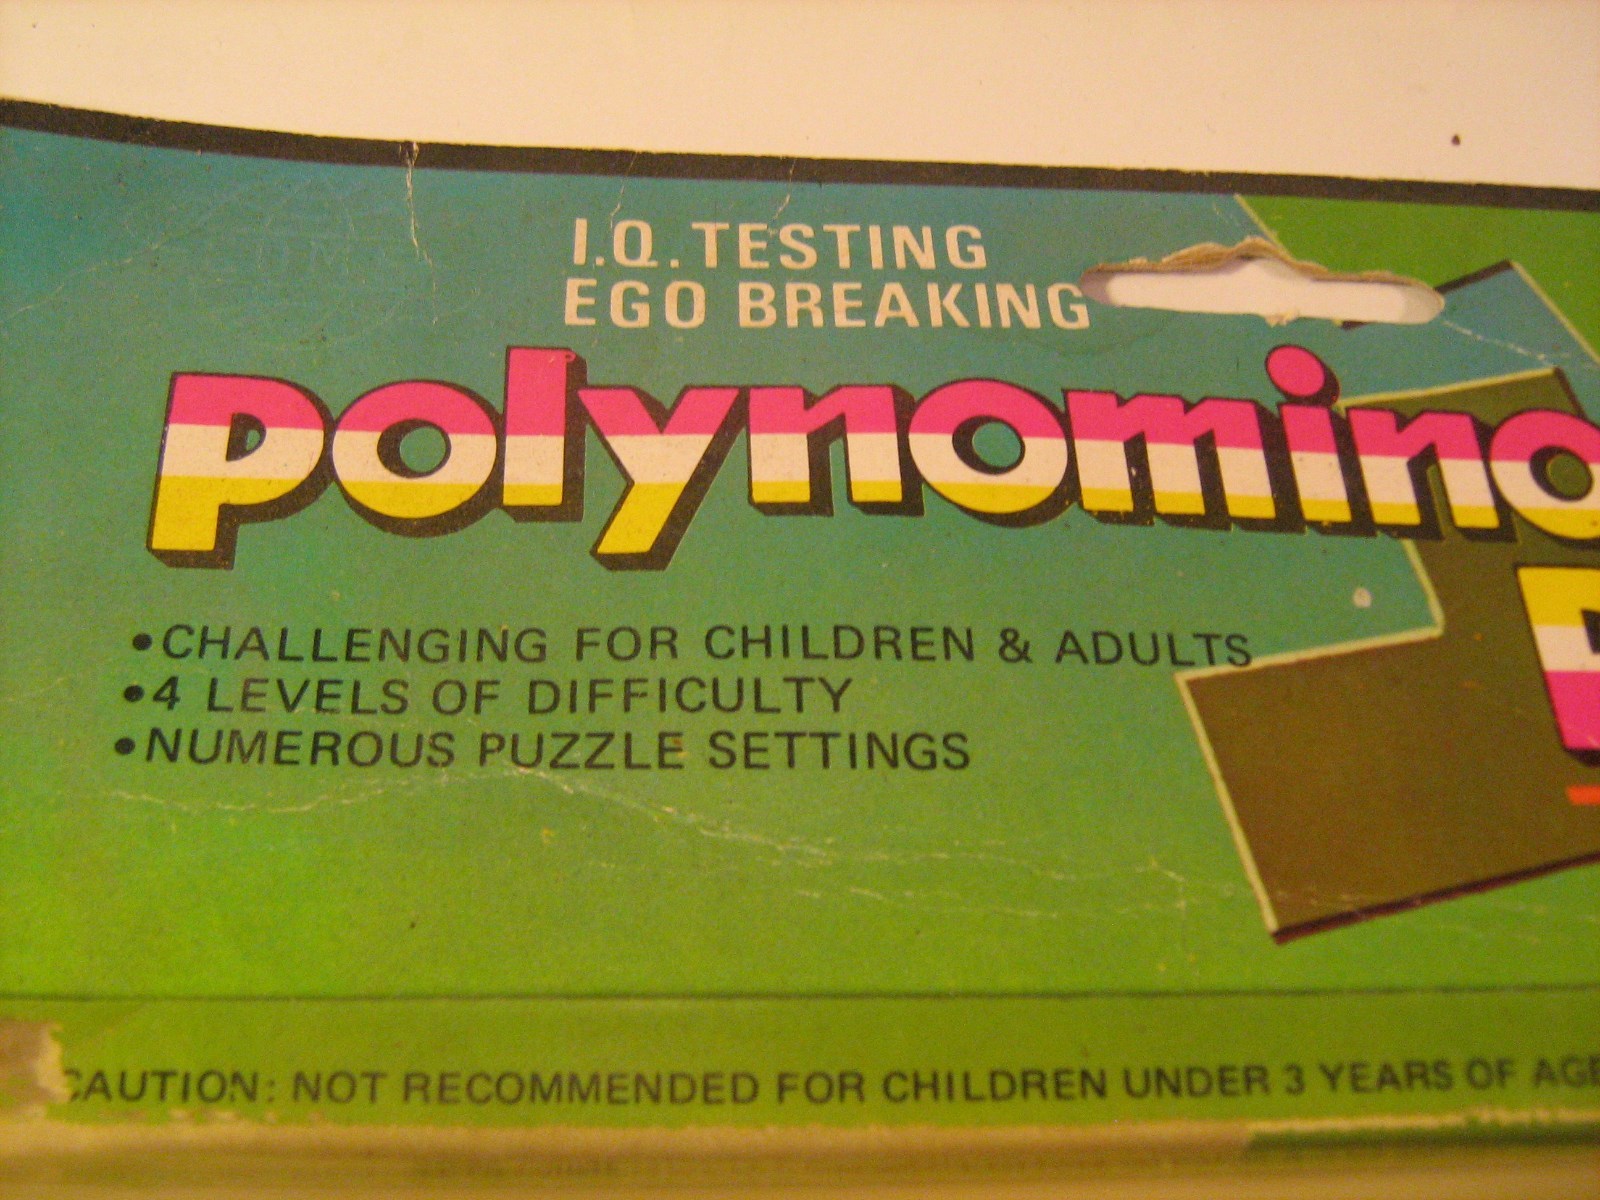 I.Q. TESTING
EGO BREAKING
polynomino
•CHALLENGING FOR CHILDREN & ADULTS
•4 LEVELS OF DIFFICULTY
•NUMEROUS PUZZLE SETTINGS
CAUTION: NOT RECOMMENDED FOR CHILDREN UNDER 3 YEARS OF AGE